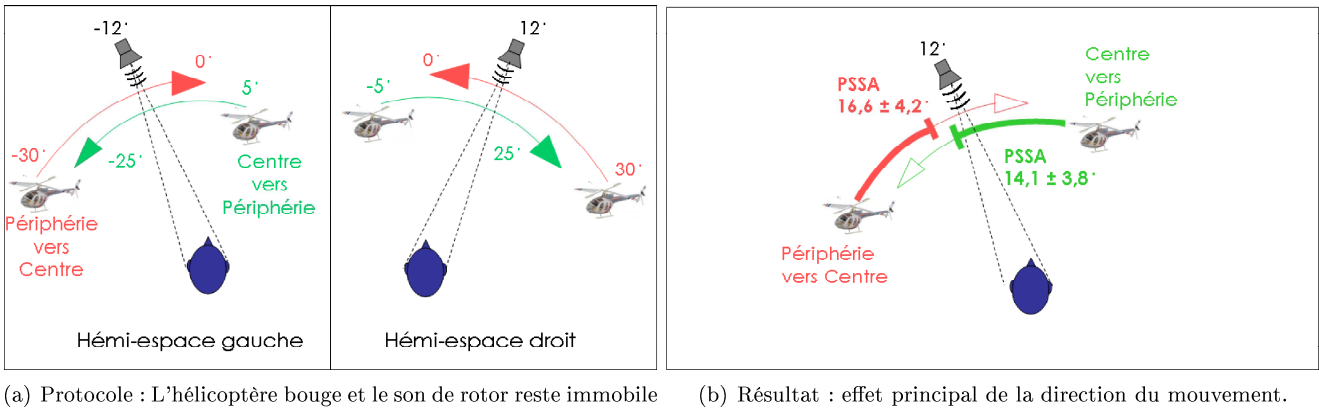 -12˙
0˙
5˙
-30˙
-25˙
Centre
vers
Périphérie
Périphérie
vers
Centre
Hémi-espace gauche
12˙
0˙
-5˙
25˙
30˙
Hémi-espace droit
12˙
Centre
vers
Périphérie
PSSA
16,6 ± 4,2˙
PSSA
14,1 ± 3,8˙
Périphérie
vers Centre
(a) Protocole : L'hélicoptère bouge et le son de rotor reste immobile
(b) Résultat : effet principal de la direction du mouvement.